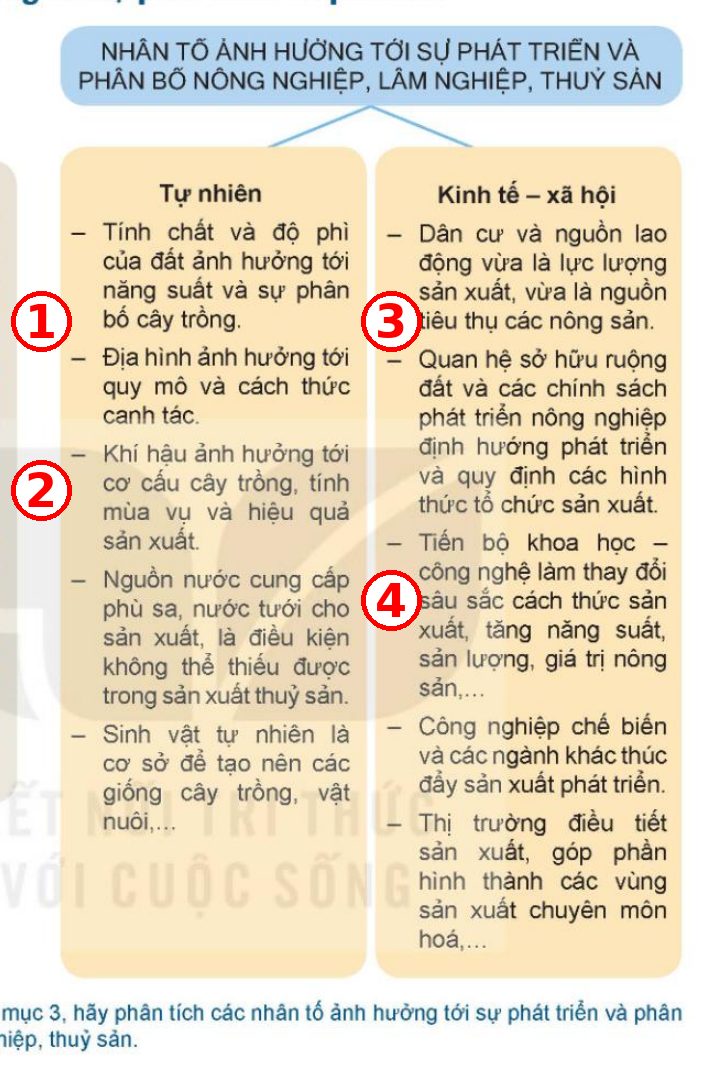 NHÂN TỐ ẢNH HƯỞNG TỚI SỰ PHÁT TRIỂN VÀ
PHÂN BỐ NÔNG NGHIỆP, LÂM NGHIỆP, THUỶ SẢN
Tự nhiên
– Tính chất và độ phì
của đất ảnh hưởng tới
năng suất và sự phân
bố cây trồng.
1
– Địa hình ảnh hưởng tới
quy mô và cách thức
canh tác.
– Khí hậu ảnh hưởng tới
cơ cấu cây trồng, tính
2
mùa vụ và hiệu quả
sản xuất.
– Nguồn nước cung cấp
phù sa, nước tưới cho
sản xuất, là điều kiện
không thể thiếu được
trong sản xuất thuỷ sản.
– Sinh vật tự nhiên là
cơ sở để tạo nên các
giống cây trồng, vật
nuôi,...
Kinh tế – xã hội
– Dân cư và nguồn lao
động vừa là lực lượng
sản xuất, vừa là nguồn
3
tiêu thụ các nông sản.
– Quan hệ sở hữu ruộng
đất và các chính sách
phát triển nông nghiệp
định hướng phát triển
và quy định các hình
thức tổ chức sản xuất.
– Tiến bộ khoa học –
công nghệ làm thay đổi
4
sâu sắc cách thức sản
xuất, tăng năng suất,
sản lượng, giá trị nông
sản,...
– Công nghiệp chế biến
và các ngành khác thúc
đẩy sản xuất phát triển.
– Thị trường điều tiết
sản xuất, góp phần
hình thành các vùng
sản xuất chuyên môn
hoá,...
KẾT NỐI TRI THỨC
VỚI CUỘC SỐNG
mục 3, hãy phân tích các nhân tố ảnh hưởng tới sự phát triển và phân
hiệp, thuỷ sản.